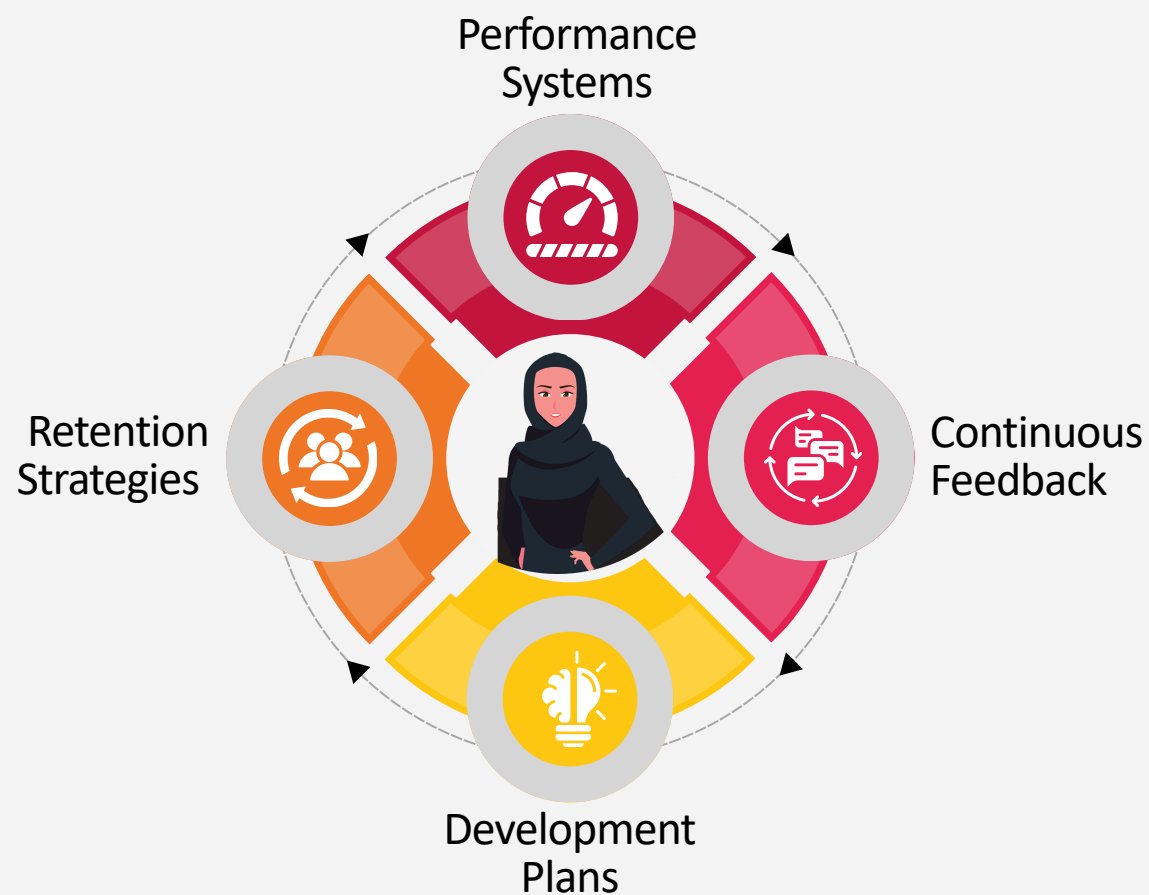 Performance
Systems
Retention
Strategies
Continuous
Feedback
Development
Plans